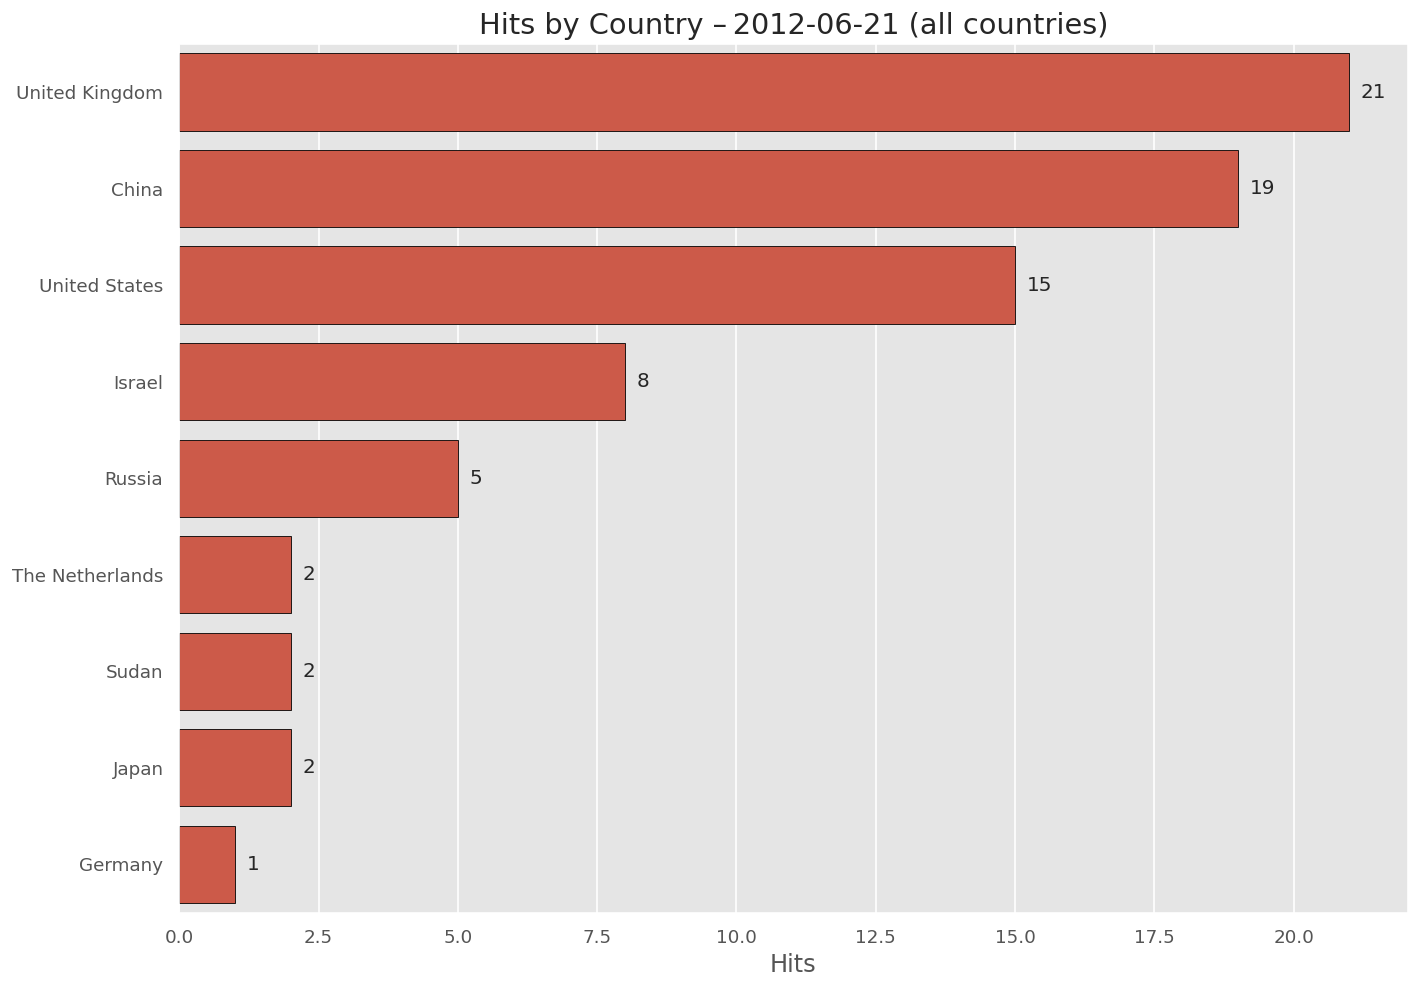 Hits by Country – 2012-06-21 (all countries)
United Kingdom 21
China 19
United States 15
Israel 8
Russia 5
The Netherlands 2
Sudan 2
Japan 2
Germany 1
0.0 2.5 5.0 7.5 10.0 12.5 15.0 17.5 20.0
Hits